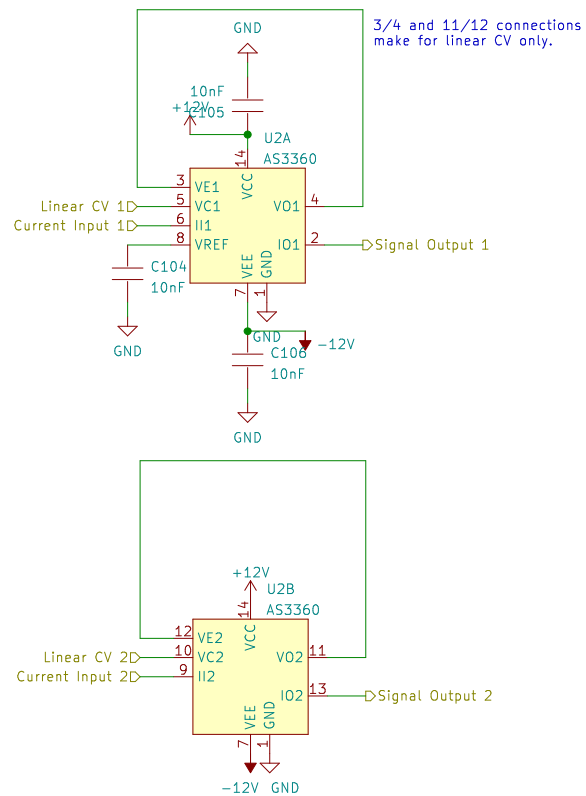 3/4 and 11/12 connections
make for linear CV only.
GND
10nF
+12V
C105
U2A
AS3360
14
VCC
3 VE1
Linear CV 1 5 VC1 VO1 4
Current Input 1 6 II1
8 VREF IO1 2 Signal Output 1
VEE GND
7 1
C104
10nF
GND
GND
-12V
C106
10nF
GND
+12V
U2B
AS3360
14
VCC
12 VE2
Linear CV 2 10 VC2 VO2 11
Current Input 2 9 II2
IO2 13 Signal Output 2
VEE GND
7 1
-12V GND